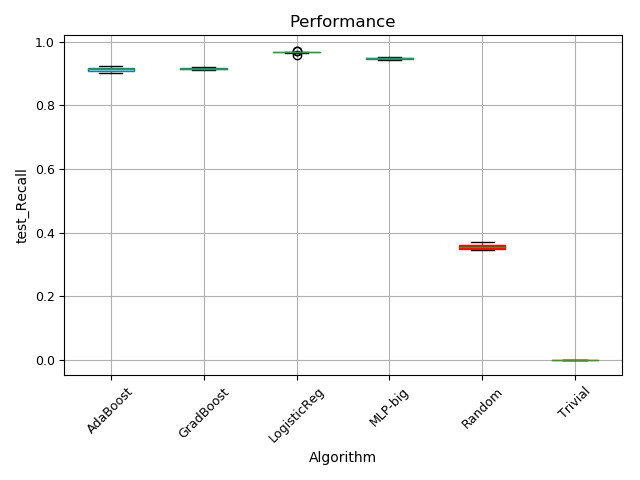 Performance
test_Recall
1.0
0.8
0.6
0.4
0.2
0.0
AdaBoost
GradBoost
LogisticReg
MLP-big
Random
Trivial
Algorithm